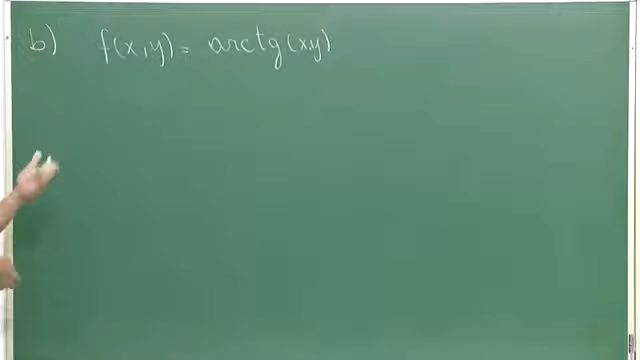 b) f(x,y) = arctg(xy)